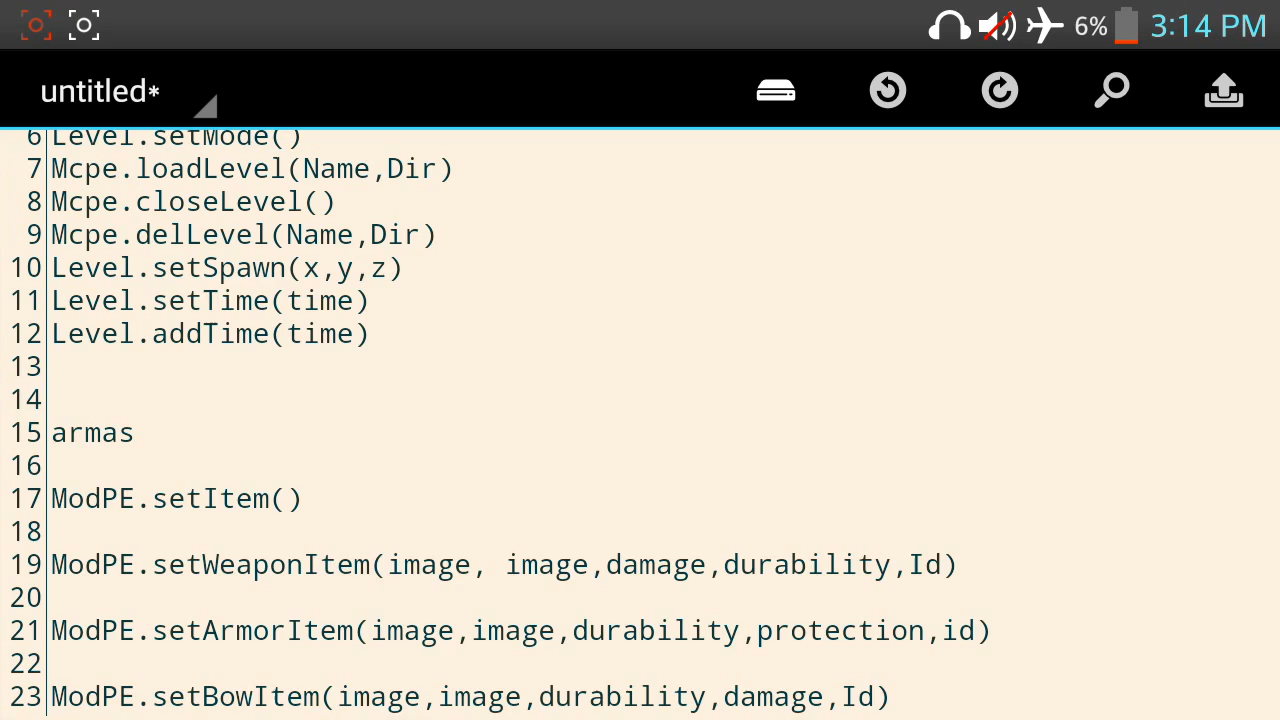 6% 3:14 PM
untitled*
6 Level.setMode()
7 Mcpe.loadLevel(Name,Dir)
8 Mcpe.closeLevel()
9 Mcpe.delLevel(Name,Dir)
10 Level.setSpawn(x,y,z)
11 Level.setTime(time)
12 Level.addTime(time)
13
14
15 armas
16
17 ModPE.setItem()
18
19 ModPE.setWeaponItem(image, image,damage,durability,Id)
20
21 ModPE.setArmorItem(image,image,durability,protection,id)
22
23 ModPE.setBowItem(image,image,durability,damage,Id)